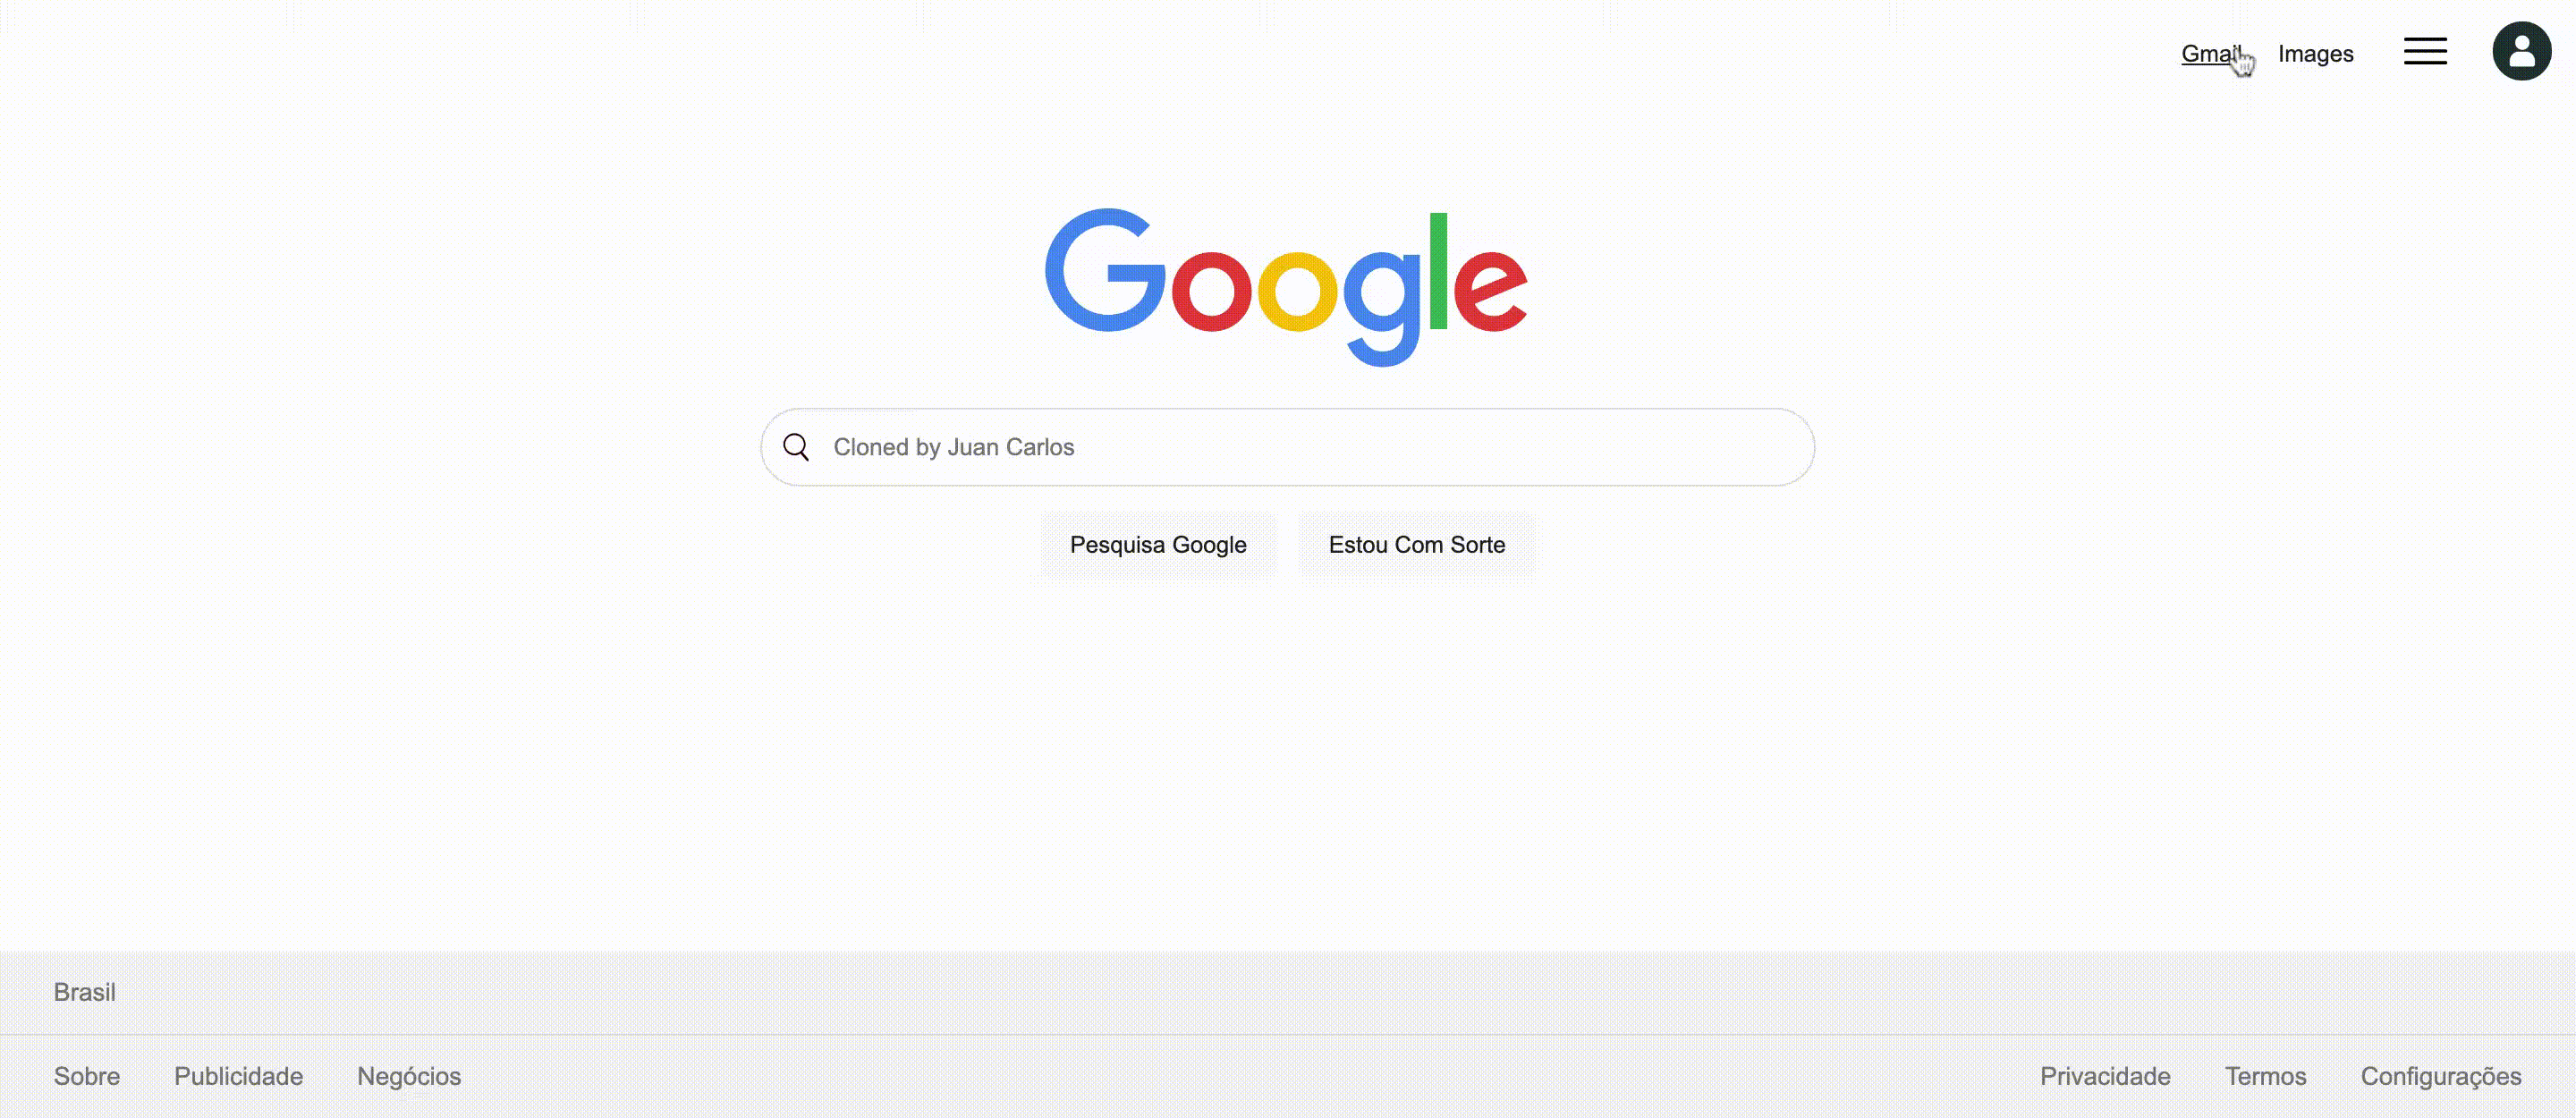 Gmail Images
Google
Cloned by Juan Carlos
Pesquisa Google Estou Com Sorte
Brasil
Sobre Publicidade Negócios Privacidade Termos Configurações